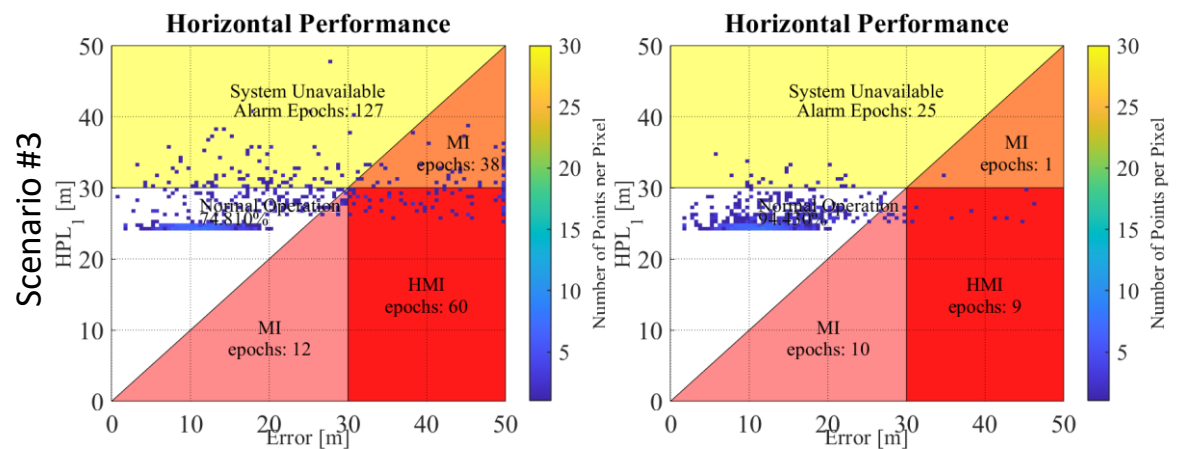 Scenario #3
Horizontal Performance
50
40
30
20
10
0
HPL_1 [m]
System Unavailable
Alarm Epochs: 127
MI
epochs: 38
Normal Operation
74.810%
HMI
epochs: 60
MI
epochs: 12
0 10 20 30 40 50
Error [m]
30
25
20
15
10
5
Number of Points per Pixel
Horizontal Performance
50
40
30
20
10
0
HPL_1 [m]
System Unavailable
Alarm Epochs: 25
MI
epochs: 1
Normal Operation
94.430%
HMI
epochs: 9
MI
epochs: 10
0 10 20 30 40 50
Error [m]
30
25
20
15
10
5
Number of Points per Pixel